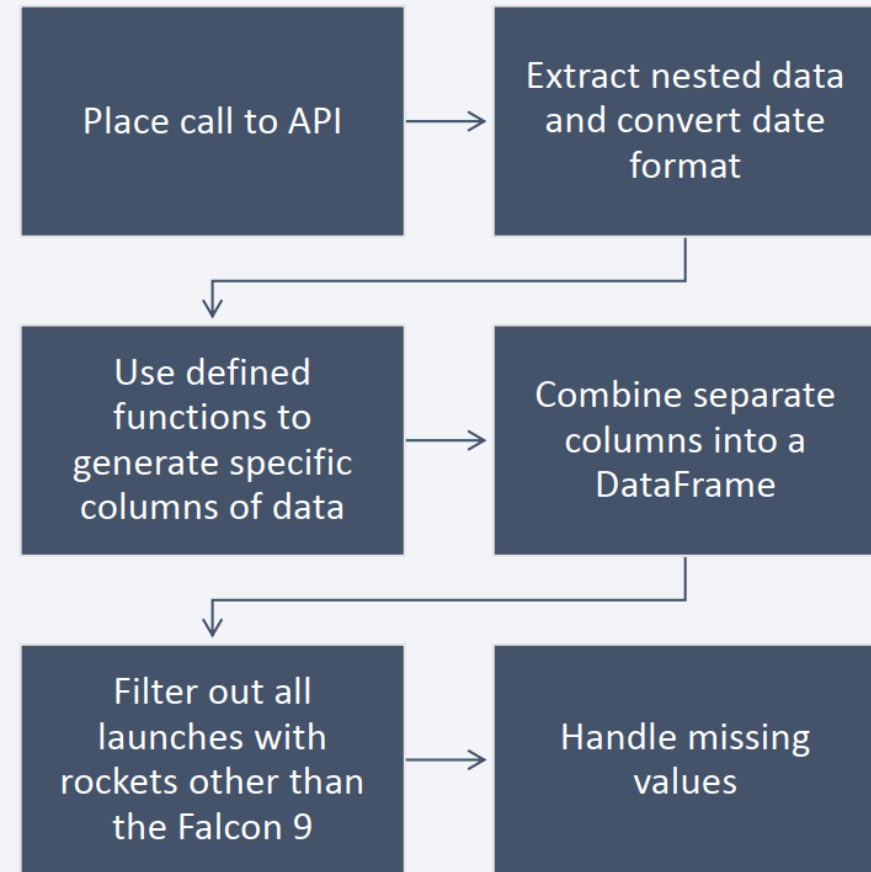 Place call to API
Extract nested data
and convert date
format
Use defined
functions to
generate specific
columns of data
Combine separate
columns into a
DataFrame
Filter out all
launches with
rockets other than
the Falcon 9
Handle missing
values